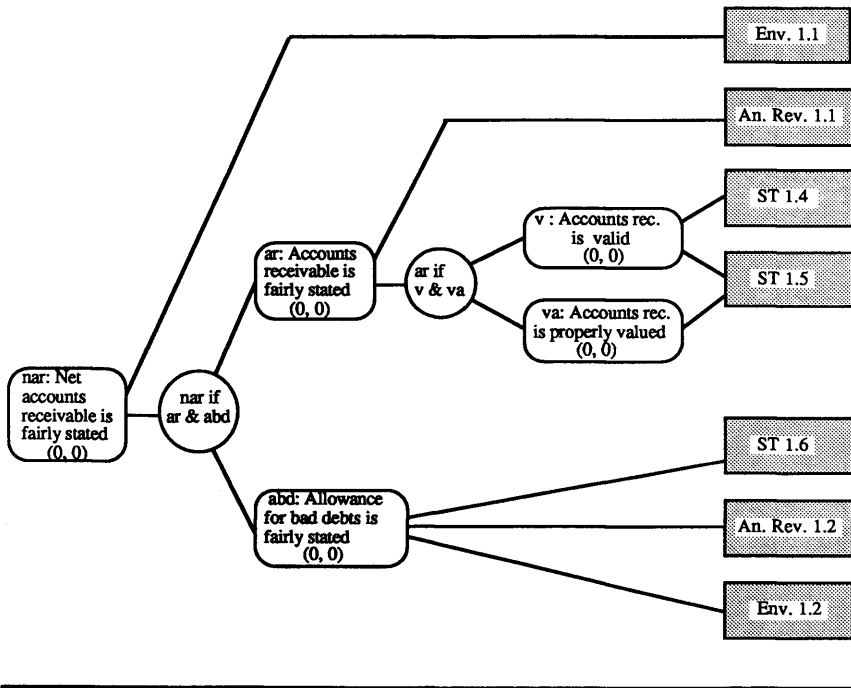 Env. 1.1
An. Rev. 1.1
ST 1.4
v : Accounts rec.
is valid
(0, 0)
ar: Accounts
receivable is
fairly stated
(0, 0)
ar if
v & va
ST 1.5
va: Accounts rec.
is properly valued
(0, 0)
nar: Net
accounts
receivable is
fairly stated
(0, 0)
nar if
ar & abd
ST 1.6
abd: Allowance
for bad debts is
fairly stated
(0, 0)
An. Rev. 1.2
Env. 1.2